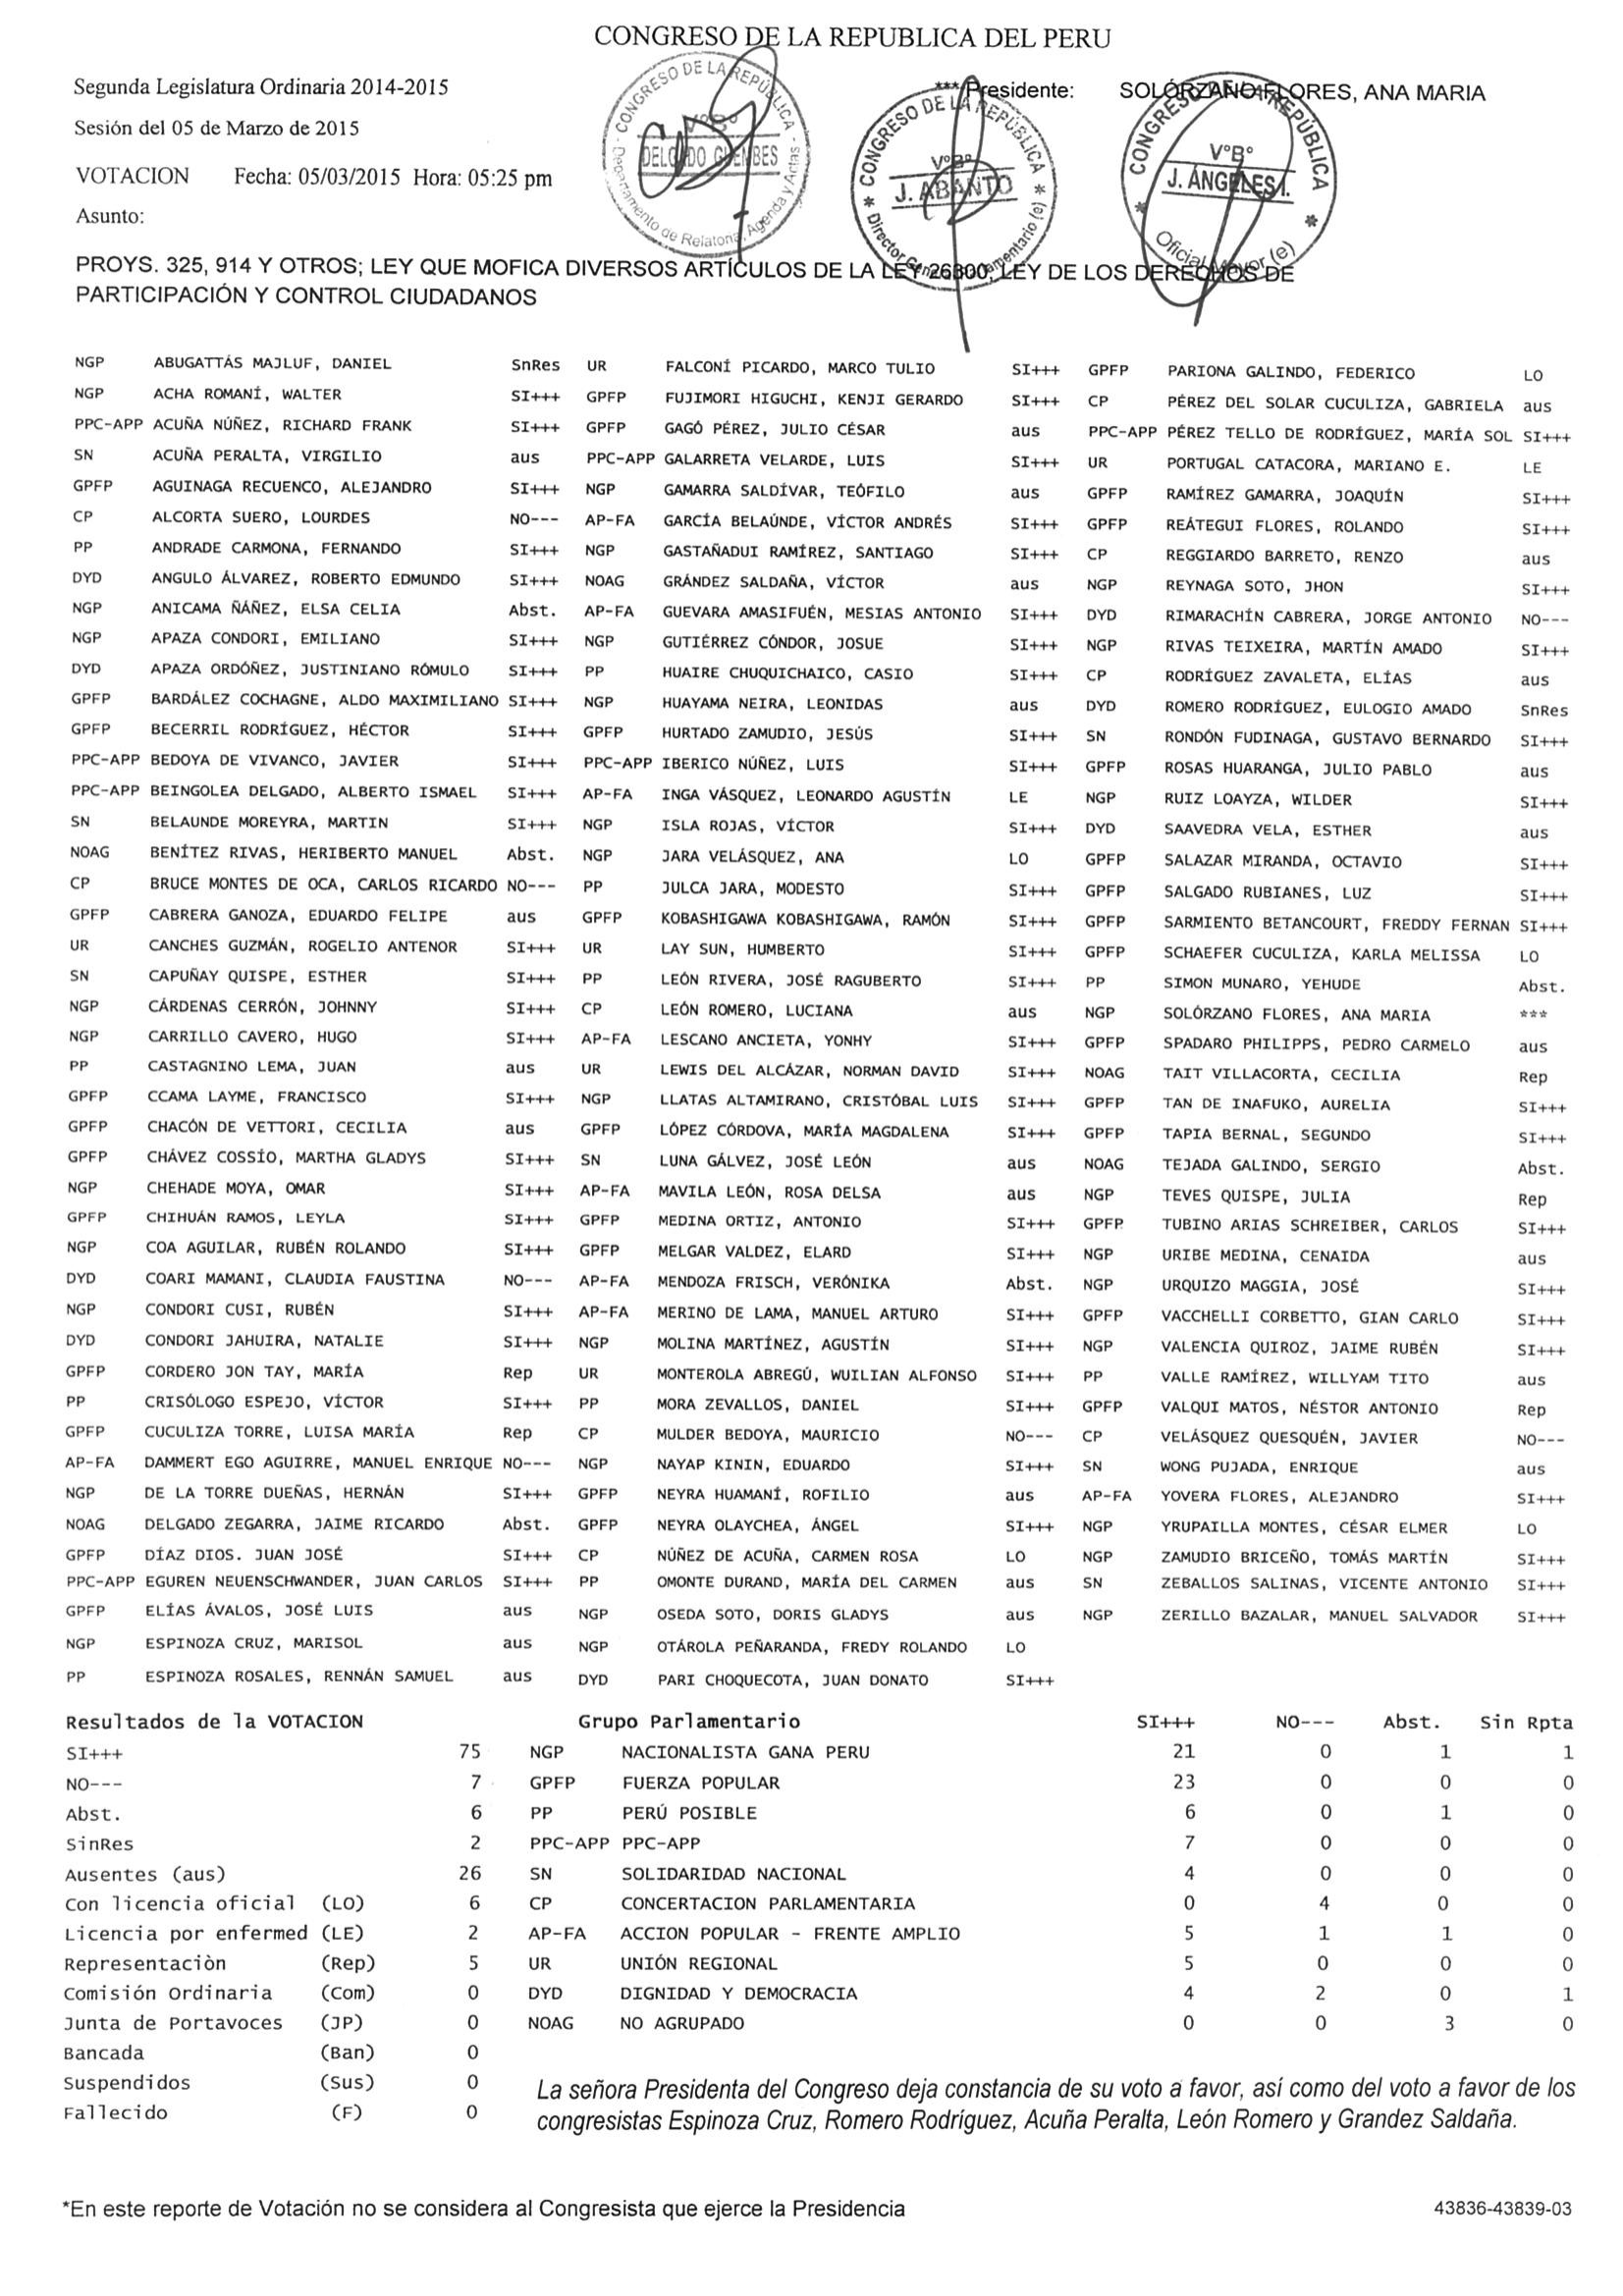 CONGRESO DE LA REPUBLICA DEL PERU
Segunda Legislatura Ordinaria 2014-2015
*** Presidente: SOLÓRZANO FLORES, ANA MARIA
Sesión del 05 de Marzo de 2015
VOTACION Fecha: 05/03/2015 Hora: 05:25 pm
Asunto:
CONGRESO DE LA REPÚBLICA
V°B°
DELGADO GUEMBES
Departamento de Relatoría, Agenda y Actas
CONGRESO DE LA REPÚBLICA
V°B°
J. ABANTO
CONGRESO DE LA REPÚBLICA
V°B°
J. ÁNGELES I.
Oficial Mayor (e)
PROYS. 325, 914 Y OTROS; LEY QUE MOFICA DIVERSOS ARTÍCULOS DE LA LEY 26300, LEY DE LOS DERECHOS DE
PARTICIPACIÓN Y CONTROL CIUDADANOS
NGP ABUGATTÁS MAJLUF, DANIEL SnRes UR FALCONÍ PICARDO, MARCO TULIO SI+++ GPFP PARIONA GALINDO, FEDERICO LO
NGP ACHA ROMANÍ, WALTER SI+++ GPFP FUJIMORI HIGUCHI, KENJI GERARDO SI+++ CP PÉREZ DEL SOLAR CUCULIZA, GABRIELA aus
PPC-APP ACUÑA NÚÑEZ, RICHARD FRANK SI+++ GPFP GAGÓ PÉREZ, JULIO CÉSAR aus PPC-APP PÉREZ TELLO DE RODRÍGUEZ, MARÍA SOL SI+++
SN ACUÑA PERALTA, VIRGILIO aus PPC-APP GALARRETA VELARDE, LUIS SI+++ UR PORTUGAL CATACORA, MARIANO E. LE
GPFP AGUINAGA RECUENCO, ALEJANDRO SI+++ NGP GAMARRA SALDÍVAR, TEÓFILO aus GPFP RAMÍREZ GAMARRA, JOAQUÍN SI+++
CP ALCORTA SUERO, LOURDES NO--- AP-FA GARCÍA BELAÚNDE, VÍCTOR ANDRÉS SI+++ GPFP REÁTEGUI FLORES, ROLANDO SI+++
PP ANDRADE CARMONA, FERNANDO SI+++ NGP GASTAÑADUI RAMÍREZ, SANTIAGO SI+++ CP REGGIARDO BARRETO, RENZO aus
DYD ANGULO ÁLVAREZ, ROBERTO EDMUNDO SI+++ NOAG GRÁNDEZ SALDAÑA, VÍCTOR aus NGP REYNAGA SOTO, JHON SI+++
NGP ANICAMA ÑÁÑEZ, ELSA CELIA Abst. AP-FA GUEVARA AMASIFUÉN, MESIAS ANTONIO SI+++ DYD RIMARACHÍN CABRERA, JORGE ANTONIO NO---
NGP APAZA CONDORI, EMILIANO SI+++ NGP GUTIÉRREZ CÓNDOR, JOSUE SI+++ NGP RIVAS TEIXEIRA, MARTÍN AMADO SI+++
DYD APAZA ORDÓÑEZ, JUSTINIANO RÓMULO SI+++ PP HUAIRE CHUQUICHAICO, CASIO SI+++ CP RODRÍGUEZ ZAVALETA, ELÍAS aus
GPFP BARDÁLEZ COCHAGNE, ALDO MAXIMILIANO SI+++ NGP HUAYAMA NEIRA, LEONIDAS aus DYD ROMERO RODRÍGUEZ, EULOGIO AMADO SnRes
GPFP BECERRIL RODRÍGUEZ, HÉCTOR SI+++ GPFP HURTADO ZAMUDIO, JESÚS SI+++ SN RONDÓN FUDINAGA, GUSTAVO BERNARDO SI+++
PPC-APP BEDOYA DE VIVANCO, JAVIER SI+++ PPC-APP IBERICO NÚÑEZ, LUIS SI+++ GPFP ROSAS HUARANGA, JULIO PABLO aus
PPC-APP BEINGOLEA DELGADO, ALBERTO ISMAEL SI+++ AP-FA INGA VÁSQUEZ, LEONARDO AGUSTÍN LE NGP RUIZ LOAYZA, WILDER SI+++
SN BELAUNDE MOREYRA, MARTIN SI+++ NGP ISLA ROJAS, VÍCTOR SI+++ DYD SAAVEDRA VELA, ESTHER aus
NOAG BENÍTEZ RIVAS, HERIBERTO MANUEL Abst. NGP JARA VELÁSQUEZ, ANA LO GPFP SALAZAR MIRANDA, OCTAVIO SI+++
CP BRUCE MONTES DE OCA, CARLOS RICARDO NO--- PP JULCA JARA, MODESTO SI+++ GPFP SALGADO RUBIANES, LUZ SI+++
GPFP CABRERA GANOZA, EDUARDO FELIPE aus GPFP KOBASHIGAWA KOBASHIGAWA, RAMÓN SI+++ GPFP SARMIENTO BETANCOURT, FREDDY FERNAN SI+++
UR CANCHES GUZMÁN, ROGELIO ANTENOR SI+++ UR LAY SUN, HUMBERTO SI+++ GPFP SCHAEFER CUCULIZA, KARLA MELISSA LO
SN CAPUÑAY QUISPE, ESTHER SI+++ PP LEÓN RIVERA, JOSÉ RAGUBERTO SI+++ PP SIMON MUNARO, YEHUDE Abst.
NGP CÁRDENAS CERRÓN, JOHNNY SI+++ CP LEÓN ROMERO, LUCIANA aus NGP SOLÓRZANO FLORES, ANA MARIA ***
NGP CARRILLO CAVERO, HUGO SI+++ AP-FA LESCANO ANCIETA, YONHY SI+++ GPFP SPADARO PHILIPPS, PEDRO CARMELO aus
PP CASTAGNINO LEMA, JUAN aus UR LEWIS DEL ALCÁZAR, NORMAN DAVID SI+++ NOAG TAIT VILLACORTA, CECILIA Rep
GPFP CCAMA LAYME, FRANCISCO SI+++ NGP LLATAS ALTAMIRANO, CRISTÓBAL LUIS SI+++ GPFP TAN DE INAFUKO, AURELIA SI+++
GPFP CHACÓN DE VETTORI, CECILIA aus GPFP LÓPEZ CÓRDOVA, MARÍA MAGDALENA SI+++ GPFP TAPIA BERNAL, SEGUNDO SI+++
GPFP CHÁVEZ COSSÍO, MARTHA GLADYS SI+++ SN LUNA GÁLVEZ, JOSÉ LEÓN aus NOAG TEJADA GALINDO, SERGIO Abst.
NGP CHEHADE MOYA, OMAR SI+++ AP-FA MAVILA LEÓN, ROSA DELSA aus NGP TEVES QUISPE, JULIA Rep
GPFP CHIHUÁN RAMOS, LEYLA SI+++ GPFP MEDINA ORTIZ, ANTONIO SI+++ GPFP TUBINO ARIAS SCHREIBER, CARLOS SI+++
NGP COA AGUILAR, RUBÉN ROLANDO SI+++ GPFP MELGAR VALDEZ, ELARD SI+++ NGP URIBE MEDINA, CENAIDA aus
DYD COARI MAMANI, CLAUDIA FAUSTINA NO--- AP-FA MENDOZA FRISCH, VERÓNIKA Abst. NGP URQUIZO MAGGIA, JOSÉ SI+++
NGP CONDORI CUSI, RUBÉN SI+++ AP-FA MERINO DE LAMA, MANUEL ARTURO SI+++ GPFP VACCHELLI CORBETTO, GIAN CARLO SI+++
DYD CONDORI JAHUIRA, NATALIE SI+++ NGP MOLINA MARTÍNEZ, AGUSTÍN SI+++ NGP VALENCIA QUIROZ, JAIME RUBÉN SI+++
GPFP CORDERO JON TAY, MARÍA Rep UR MONTEROLA ABREGÚ, WUILIAN ALFONSO SI+++ PP VALLE RAMÍREZ, WILLYAM TITO aus
PP CRISÓLOGO ESPEJO, VÍCTOR SI+++ PP MORA ZEVALLOS, DANIEL SI+++ GPFP VALQUI MATOS, NÉSTOR ANTONIO Rep
GPFP CUCULIZA TORRE, LUISA MARÍA Rep CP MULDER BEDOYA, MAURICIO NO--- CP VELÁSQUEZ QUESQUÉN, JAVIER NO---
AP-FA DAMMERT EGO AGUIRRE, MANUEL ENRIQUE NO--- NGP NAYAP KININ, EDUARDO SI+++ SN WONG PUJADA, ENRIQUE aus
NGP DE LA TORRE DUEÑAS, HERNÁN SI+++ GPFP NEYRA HUAMANÍ, ROFILIO aus AP-FA YOVERA FLORES, ALEJANDRO SI+++
NOAG DELGADO ZEGARRA, JAIME RICARDO Abst. GPFP NEYRA OLAYCHEA, ÁNGEL SI+++ NGP YRUPAILLA MONTES, CÉSAR ELMER LO
GPFP DÍAZ DIOS. JUAN JOSÉ SI+++ CP NÚÑEZ DE ACUÑA, CARMEN ROSA LO NGP ZAMUDIO BRICEÑO, TOMÁS MARTÍN SI+++
PPC-APP EGUREN NEUENSCHWANDER, JUAN CARLOS SI+++ PP OMONTE DURAND, MARÍA DEL CARMEN aus SN ZEBALLOS SALINAS, VICENTE ANTONIO SI+++
GPFP ELÍAS ÁVALOS, JOSÉ LUIS aus NGP OSEDA SOTO, DORIS GLADYS aus NGP ZERILLO BAZALAR, MANUEL SALVADOR SI+++
NGP ESPINOZA CRUZ, MARISOL aus NGP OTÁROLA PEÑARANDA, FREDY ROLANDO LO
PP ESPINOZA ROSALES, RENNÁN SAMUEL aus DYD PARI CHOQUECOTA, JUAN DONATO SI+++
Resultados de la VOTACION Grupo Parlamentario SI+++ NO--- Abst. Sin Rpta
SI+++ 75 NGP NACIONALISTA GANA PERU 21 0 1 1
NO--- 7 GPFP FUERZA POPULAR 23 0 0 0
Abst. 6 PP PERÚ POSIBLE 6 0 1 0
SinRes 2 PPC-APP PPC-APP 7 0 0 0
Ausentes (aus) 26 SN SOLIDARIDAD NACIONAL 4 0 0 0
Con licencia oficial (LO) 6 CP CONCERTACION PARLAMENTARIA 0 4 0 0
Licencia por enfermed (LE) 2 AP-FA ACCION POPULAR - FRENTE AMPLIO 5 1 1 0
Representaciòn (Rep) 5 UR UNIÓN REGIONAL 5 0 0 0
Comisión Ordinaria (Com) 0 DYD DIGNIDAD Y DEMOCRACIA 4 2 0 1
Junta de Portavoces (JP) 0 NOAG NO AGRUPADO 0 0 3 0
Bancada (Ban) 0
Suspendidos (Sus) 0
Fallecido (F) 0
La señora Presidenta del Congreso deja constancia de su voto a favor, así como del voto a favor de los
congresistas Espinoza Cruz, Romero Rodríguez, Acuña Peralta, León Romero y Grandez Saldaña.
*En este reporte de Votación no se considera al Congresista que ejerce la Presidencia 43836-43839-03